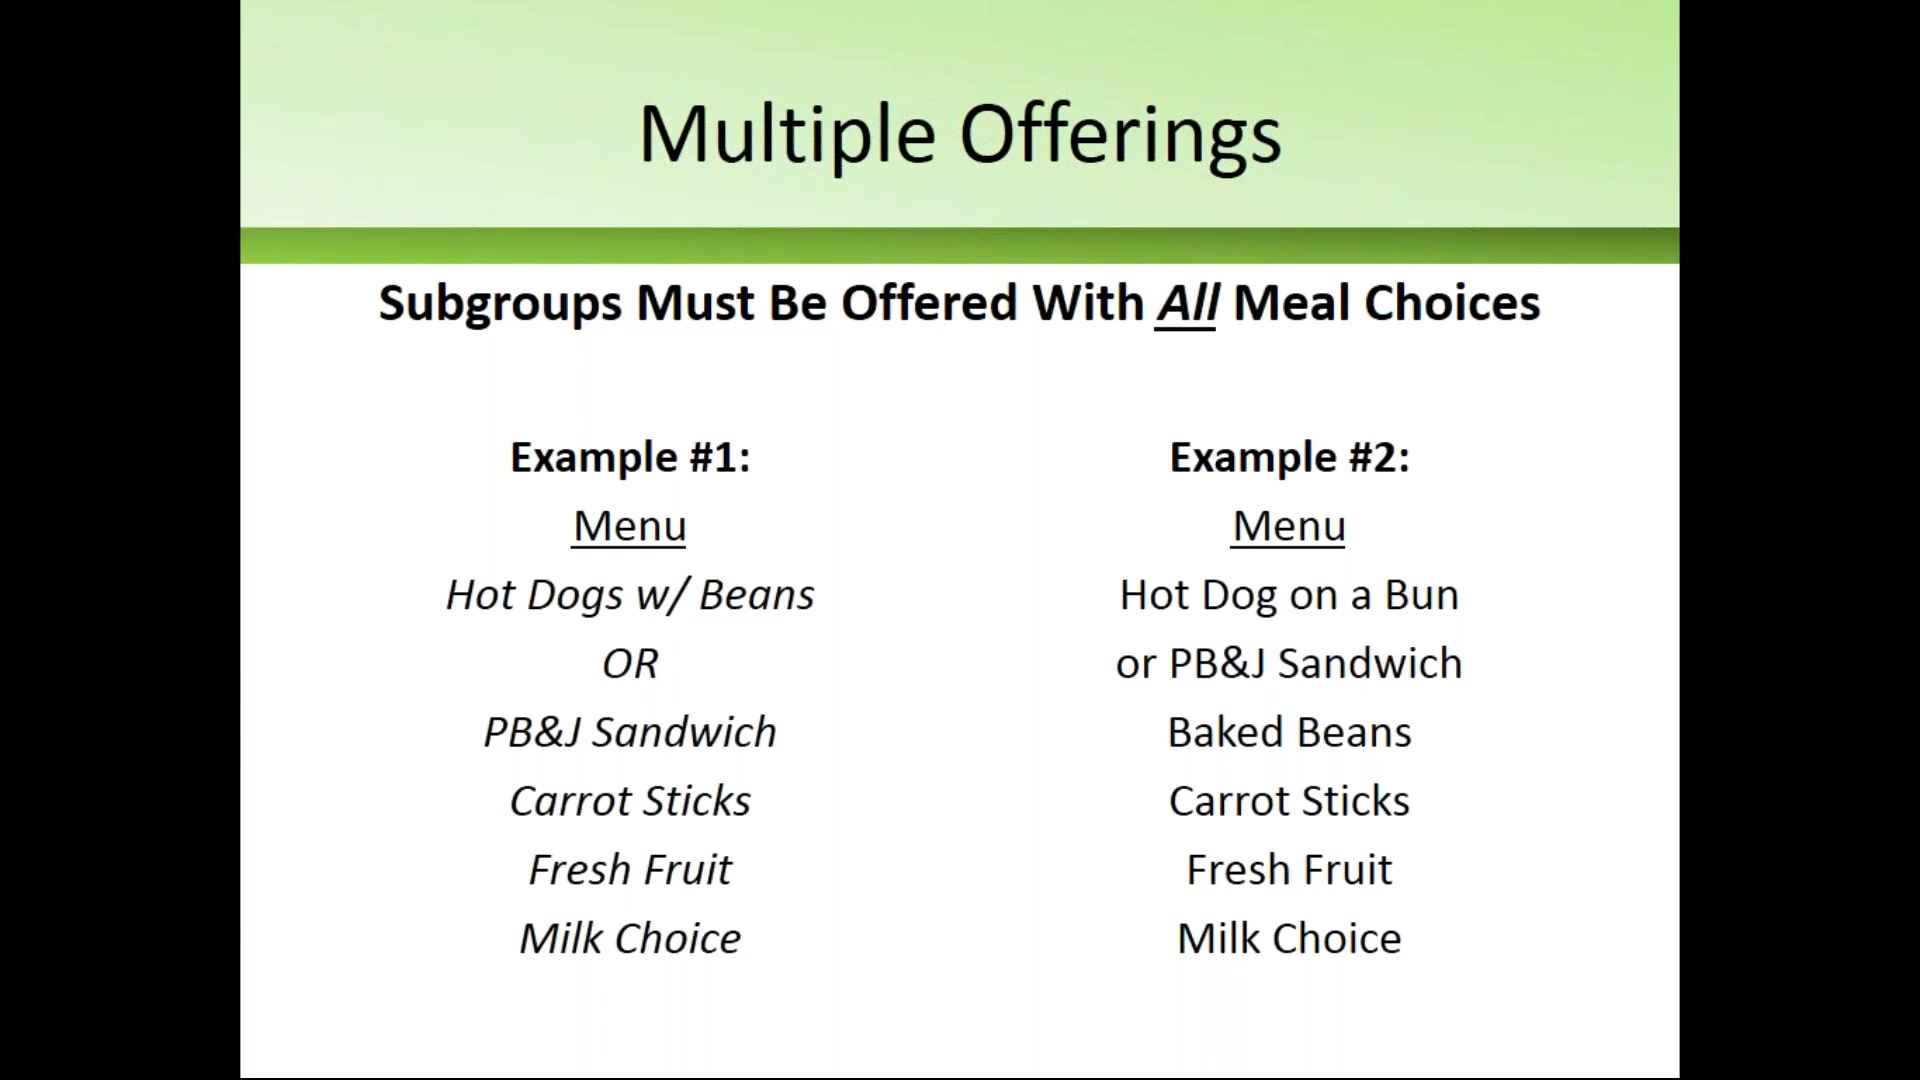 Multiple Offerings
Subgroups Must Be Offered With All Meal Choices
Example #1:
Menu
Hot Dogs w/ Beans
OR
PB&J Sandwich
Carrot Sticks
Fresh Fruit
Milk Choice
Example #2:
Menu
Hot Dog on a Bun
or PB&J Sandwich
Baked Beans
Carrot Sticks
Fresh Fruit
Milk Choice